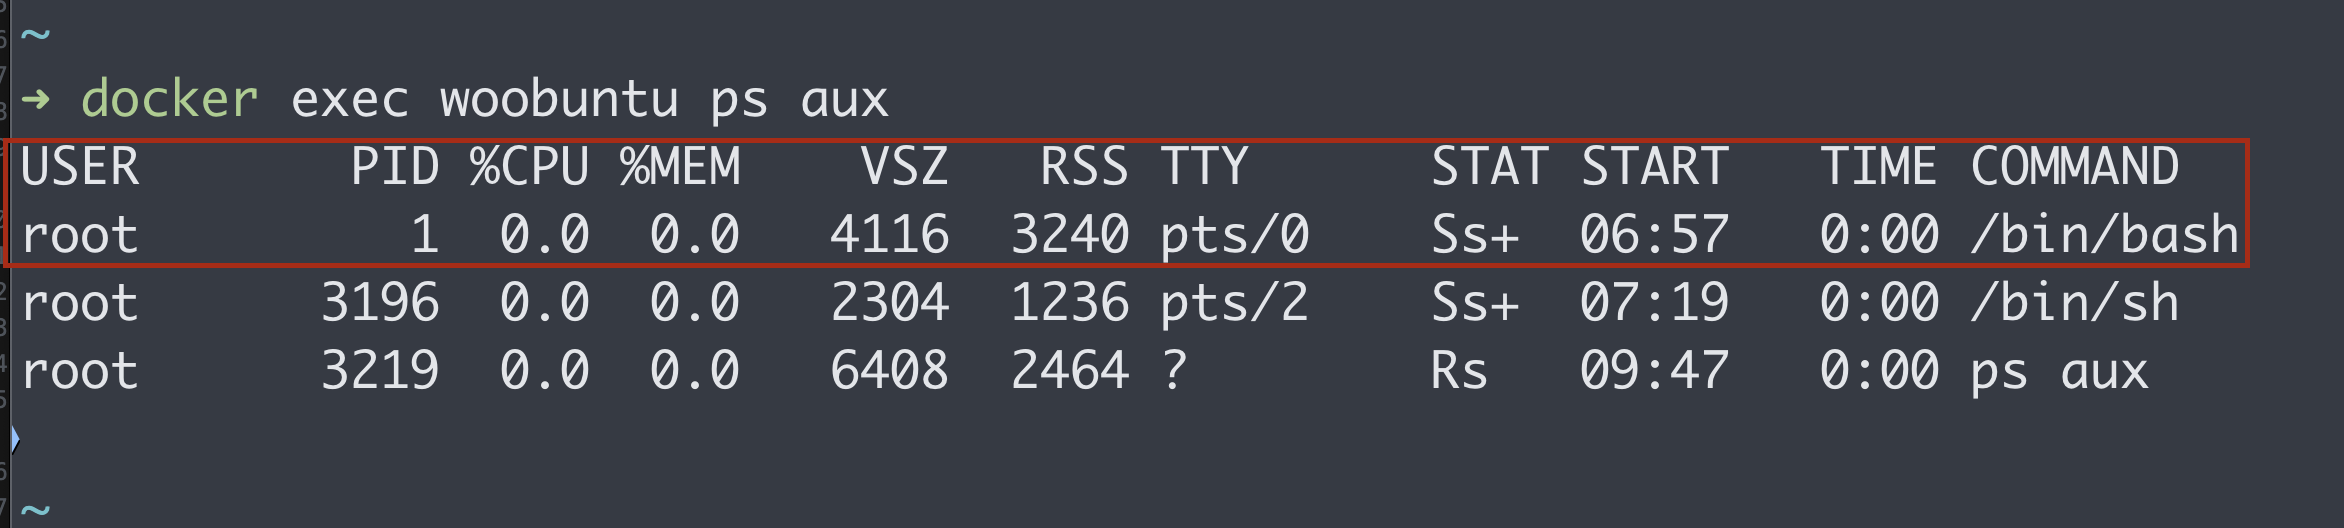 ~
➜ docker exec woobuntu ps aux
USER       PID %CPU %MEM    VSZ   RSS TTY      STAT START   TIME COMMAND
root         1  0.0  0.0   4116  3240 pts/0    Ss+  06:57   0:00 /bin/bash
root      3196  0.0  0.0   2304  1236 pts/2    Ss+  07:19   0:00 /bin/sh
root      3219  0.0  0.0   6408  2464 ?        Rs   09:47   0:00 ps aux
~